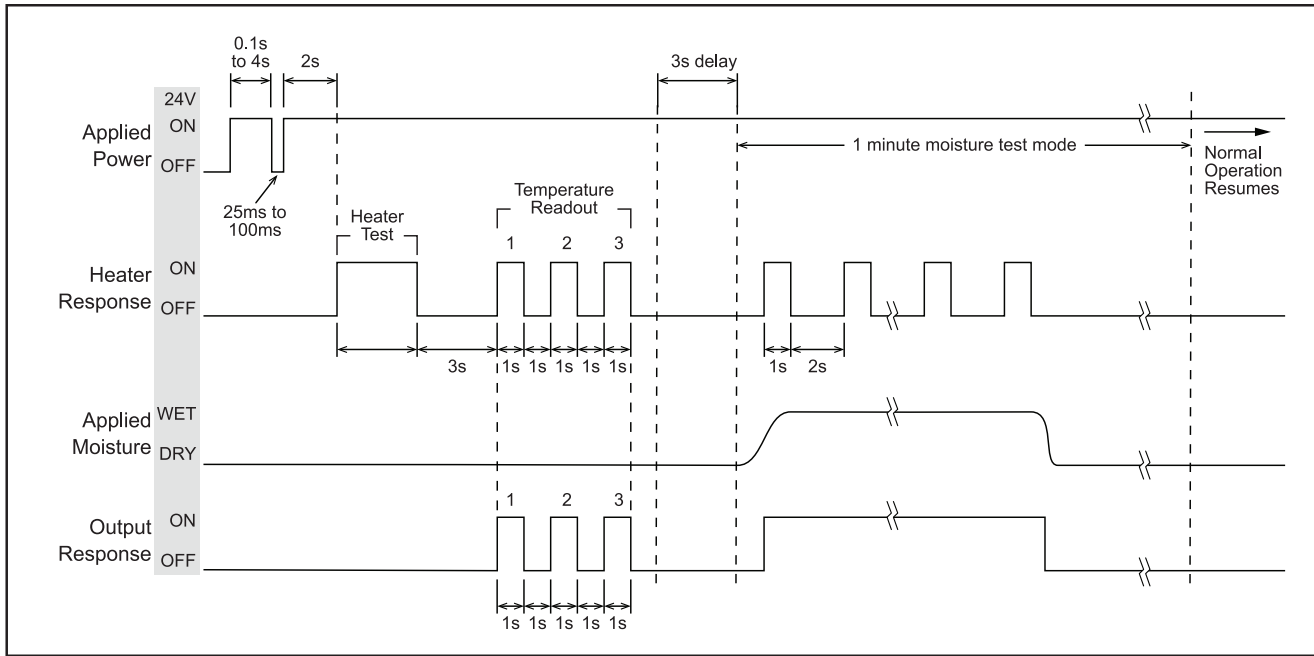 0.1s
to 4s
2s
3s delay
24V
Applied
Power
ON
OFF
1 minute moisture test mode
Normal
Operation
Resumes
25ms to
100ms
Heater
Test
Temperature
Readout
1 2 3
Heater
Response
ON
OFF
3s 1s 1s 1s 1s 1s
1s 2s
Applied
Moisture
WET
DRY
1 2 3
Output
Response
ON
OFF
1s 1s 1s 1s 1s